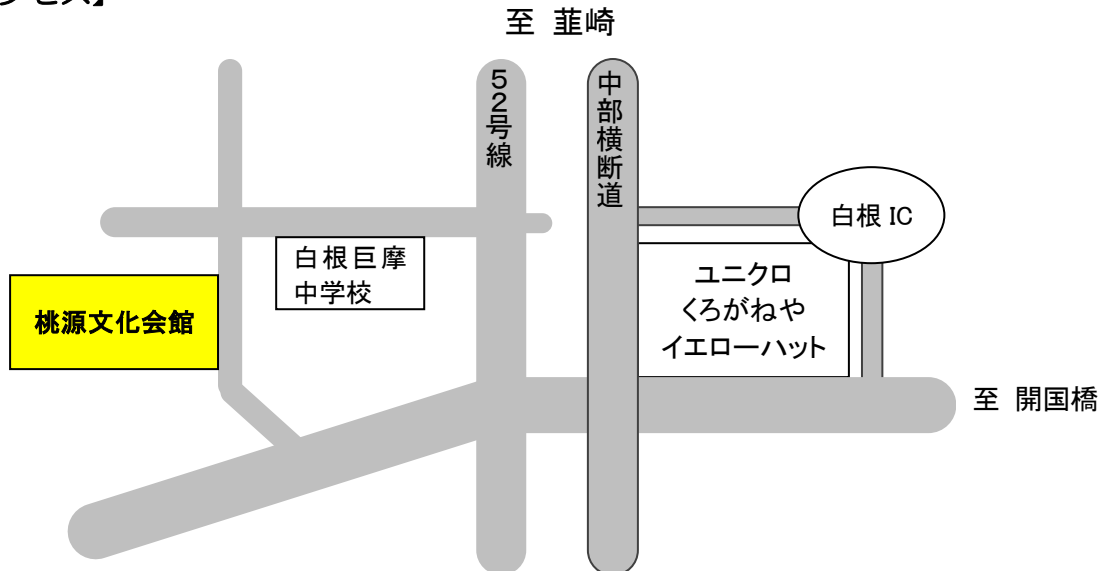 セス】
至 韮崎
52号線
中部横断道
白根 IC
白根巨摩
中学校
ユニクロ
くろがねや
イエローハット
桃源文化会館
至 開国橋